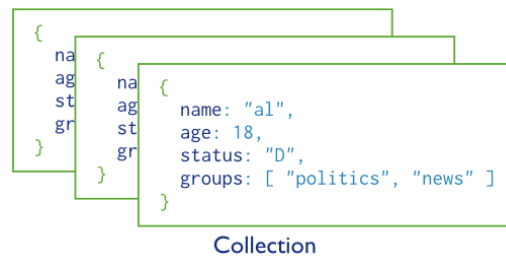 {
na
ag
st
gr
}
{
na
ag
st
gr
}
{
name: "al",
age: 18,
status: "D",
groups: [ "politics", "news" ]
}
Collection